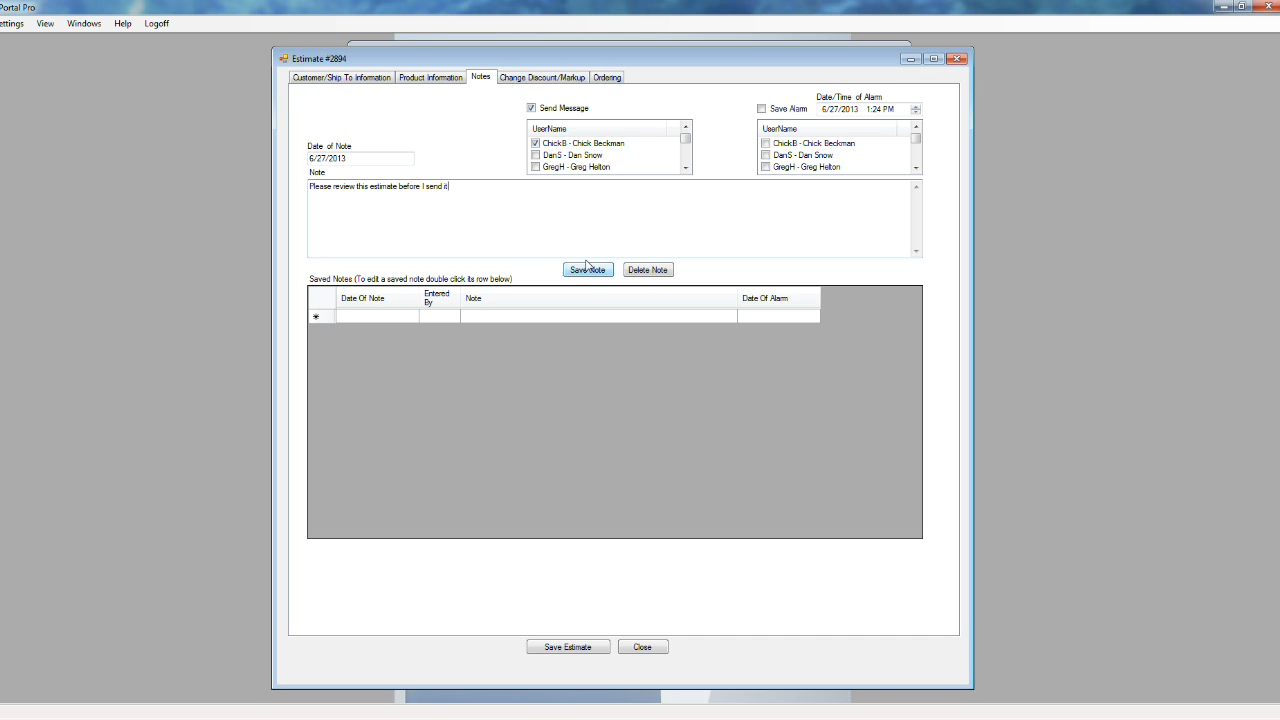 Portal Pro
ettings View Windows Help Logoff
Estimate #2894
Customer/Ship To Information Product Information Notes Change Discount/Markup Ordering
Date/Time of Alarm
Send Message
Save Alarm 6/27/2013 1:24 PM
UserName
ChickB - Chick Beckman
DanS - Dan Snow
GregH - Greg Helton
UserName
ChickB - Chick Beckman
DanS - Dan Snow
GregH - Greg Helton
Date of Note
6/27/2013
Note
Please review this estimate before I send it
Save Note Delete Note
Saved Notes (To edit a saved note double click its row below)
Date Of Note Entered By Note Date Of Alarm
Save Estimate Close